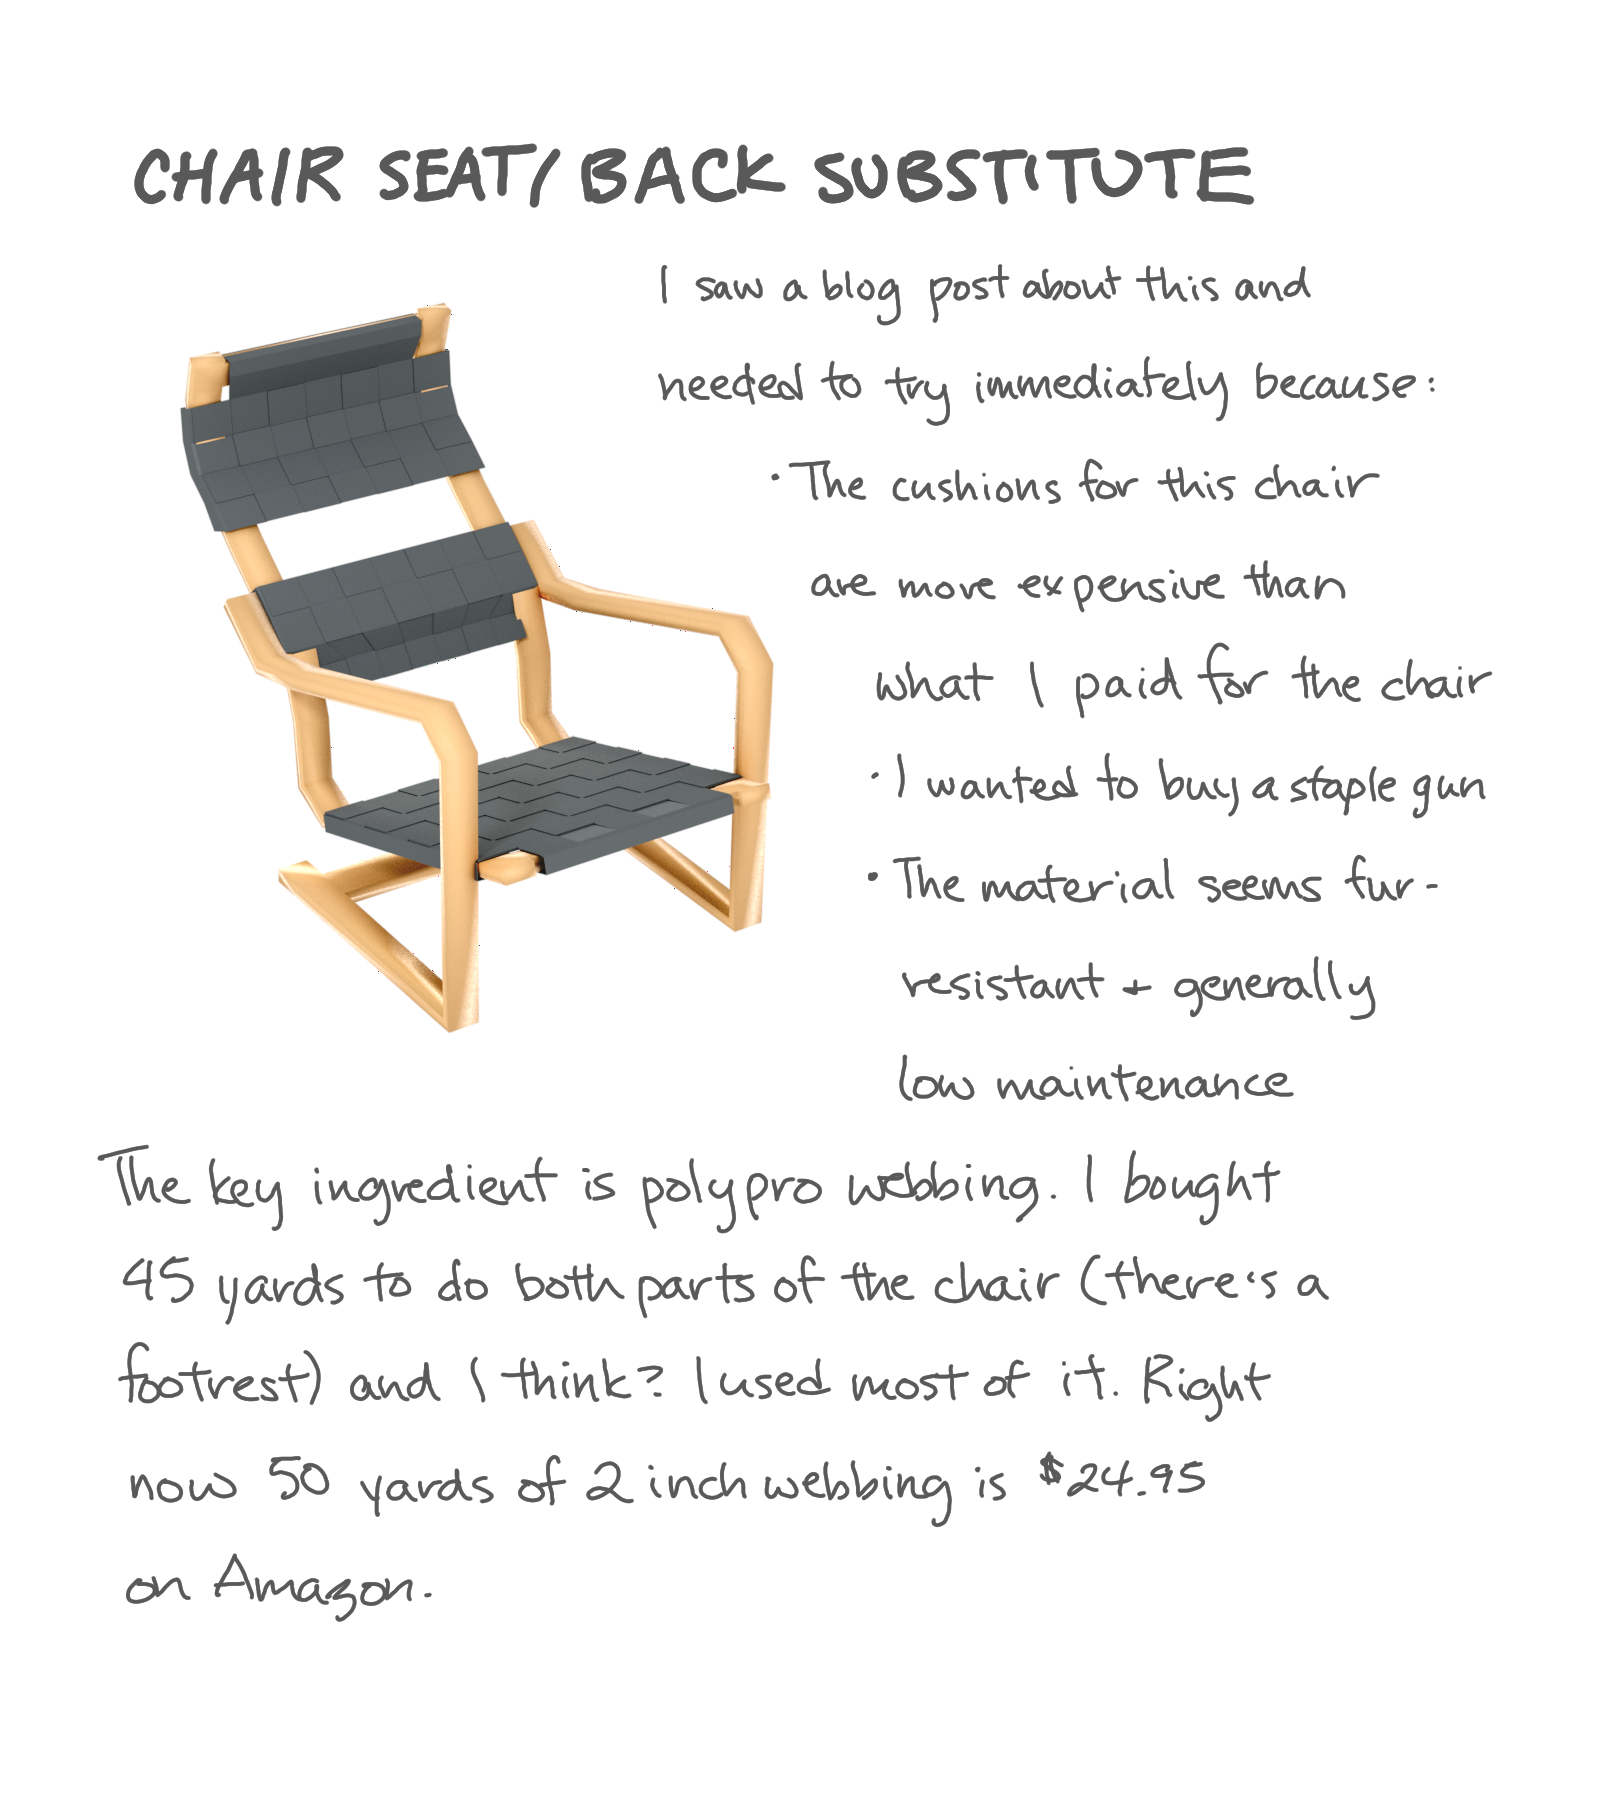 CHAIR SEAT/BACK SUBSTITUTE
I saw a blog post about this and
needed to try immediately because:
• The cushions for this chair
are more expensive than
what I paid for the chair
• I wanted to buy a staple gun
• The material seems fur-
resistant + generally
low maintenance
The key ingredient is polypro webbing. I bought
45 yards to do both parts of the chair (there's a
footrest) and I think? I used most of it. Right
now 50 yards of 2 inch webbing is $24.95
on Amazon.